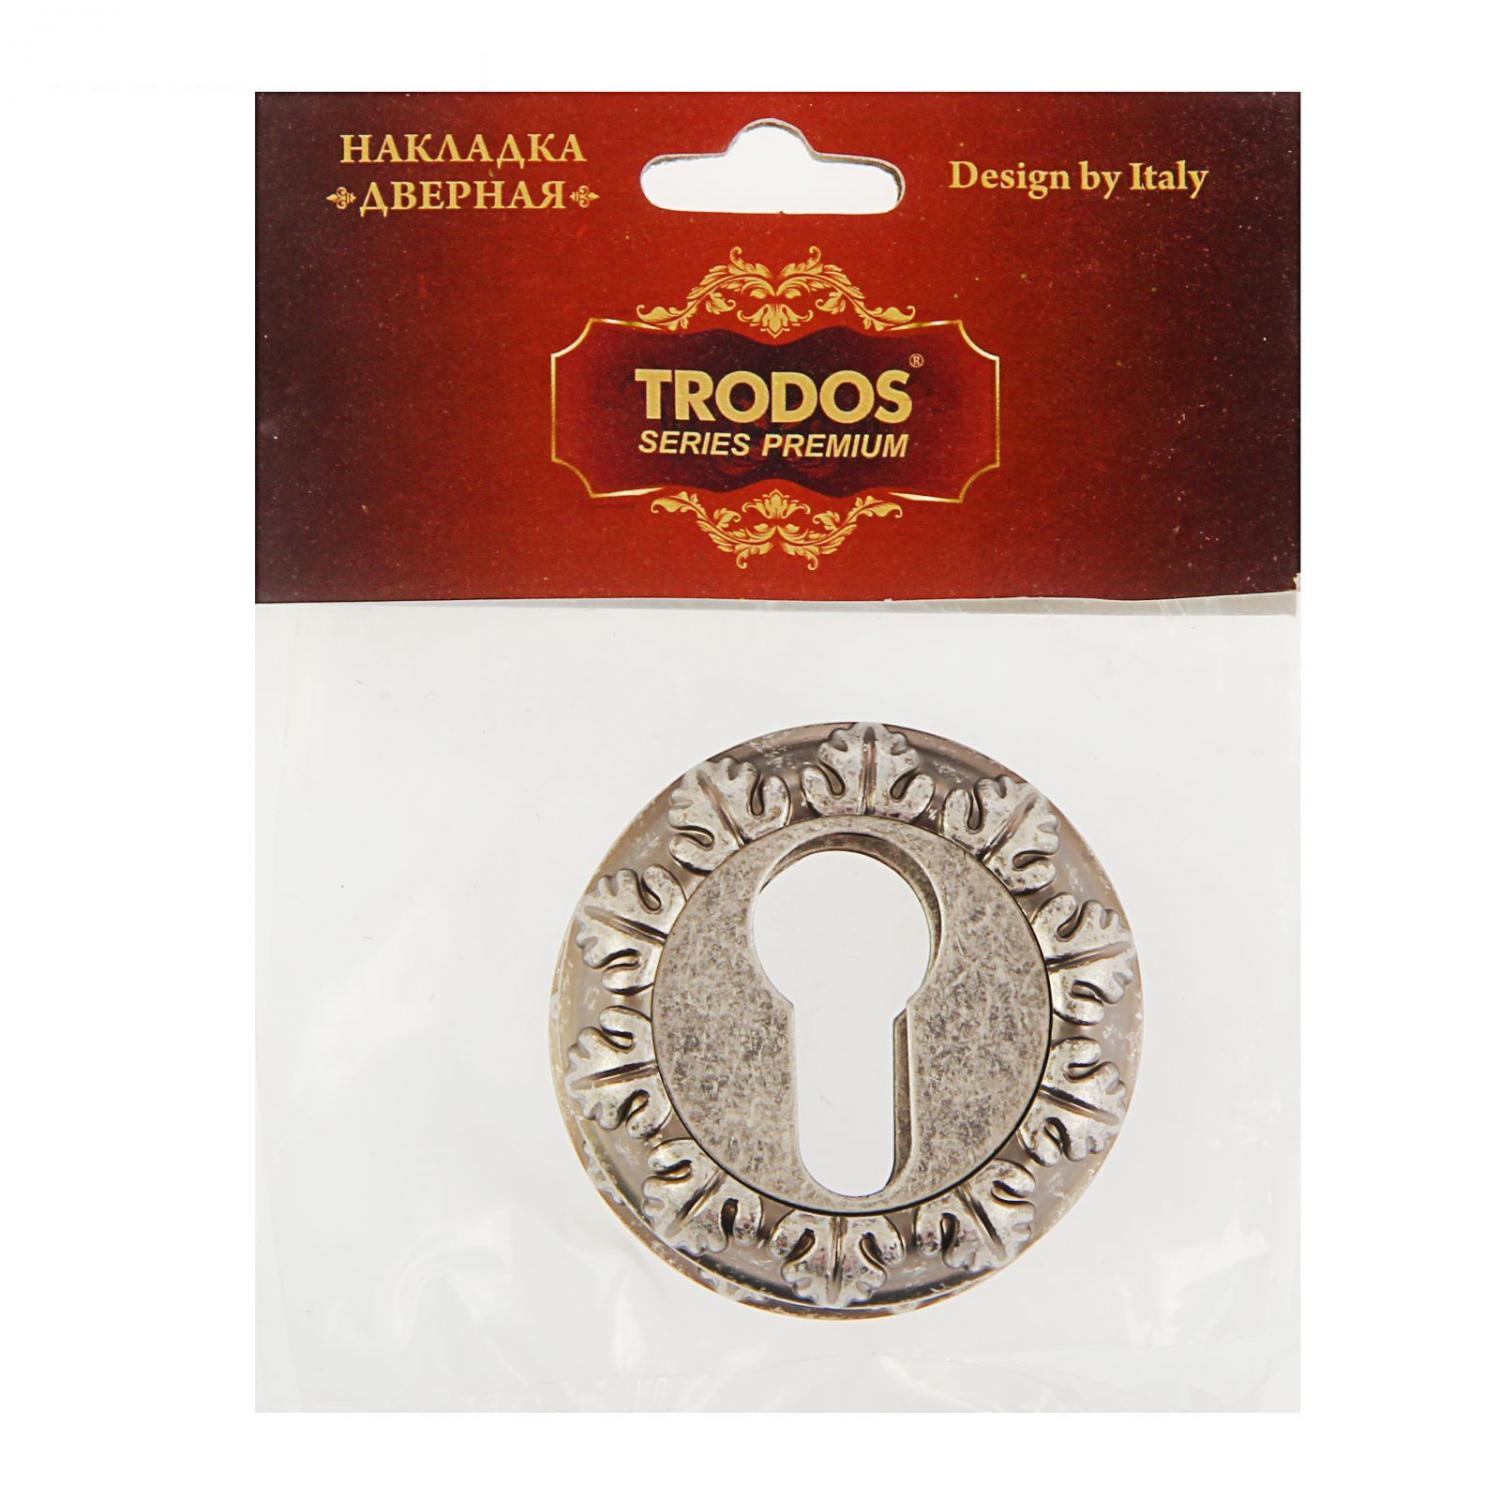 НАКЛАДКА
ДВЕРНАЯ
Design by Italy
TRODOS®
SERIES PREMIUM